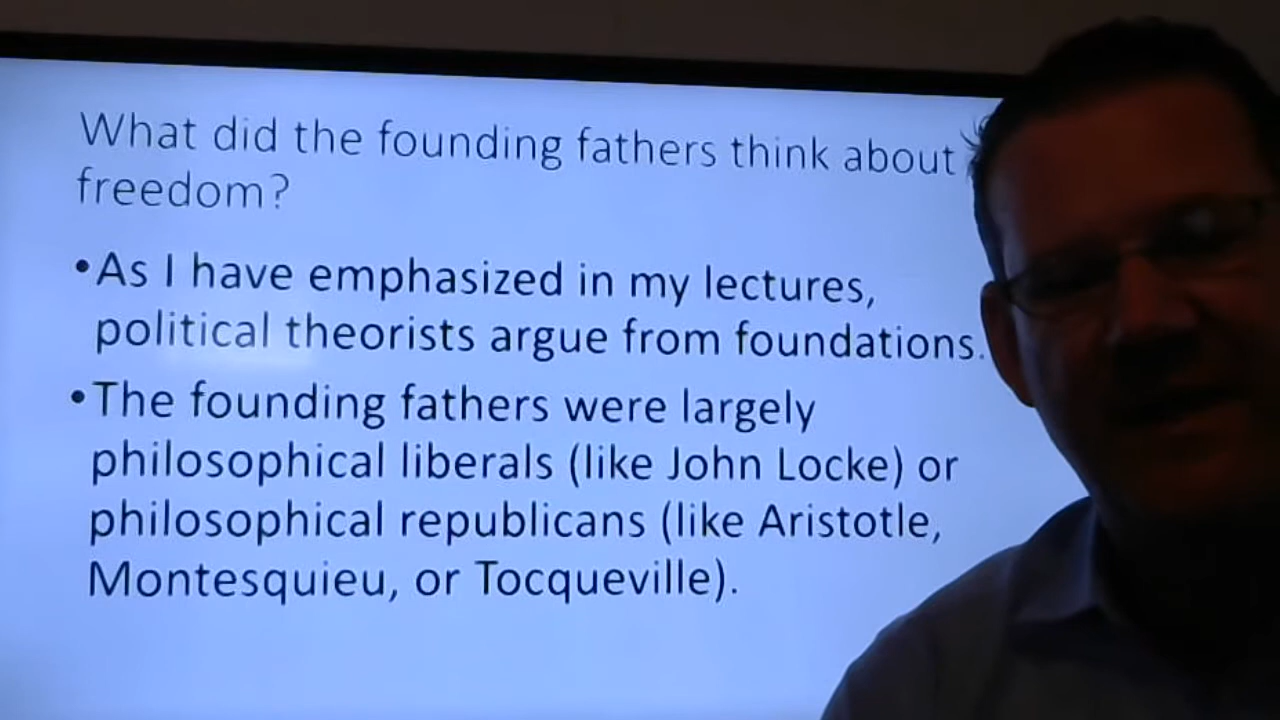 What did the founding fathers think about
freedom?
•As I have emphasized in my lectures,
political theorists argue from foundations.
•The founding fathers were largely
philosophical liberals (like John Locke) or
philosophical republicans (like Aristotle,
Montesquieu, or Tocqueville).